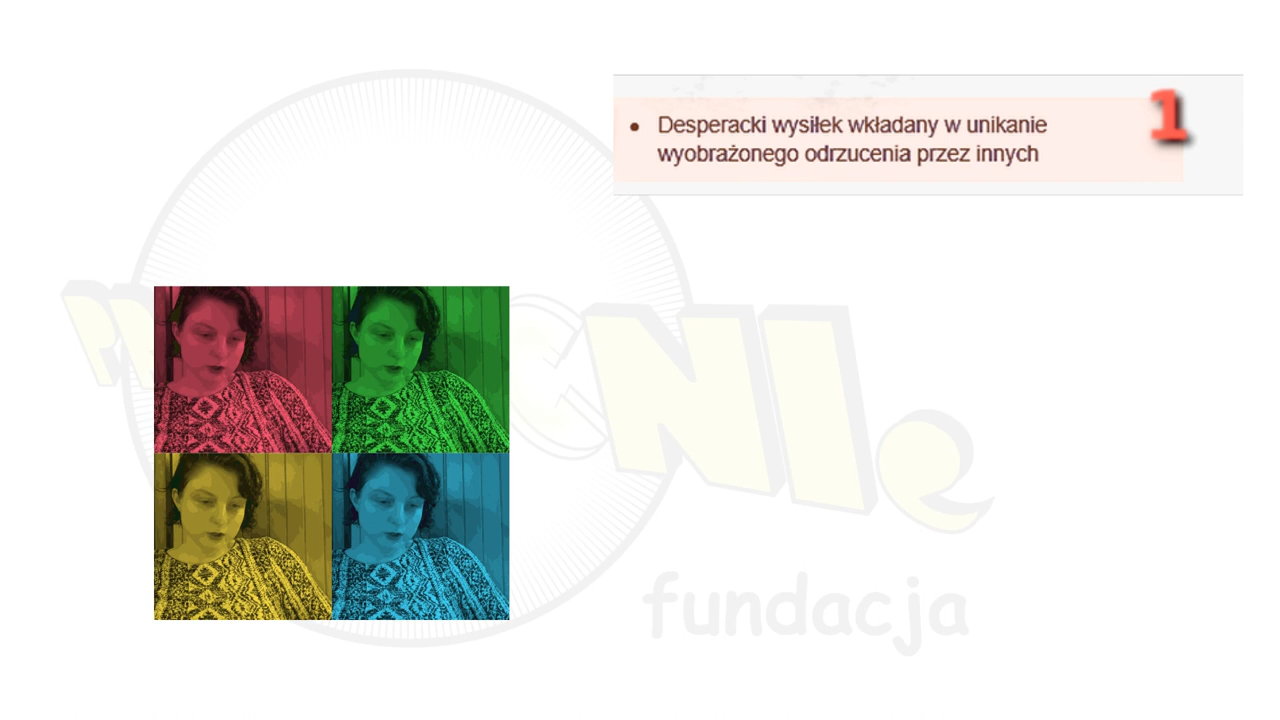 Desperacki wysiłek wkładany w unikanie
wyobrażonego odrzucenia przez innych
1
fundacja